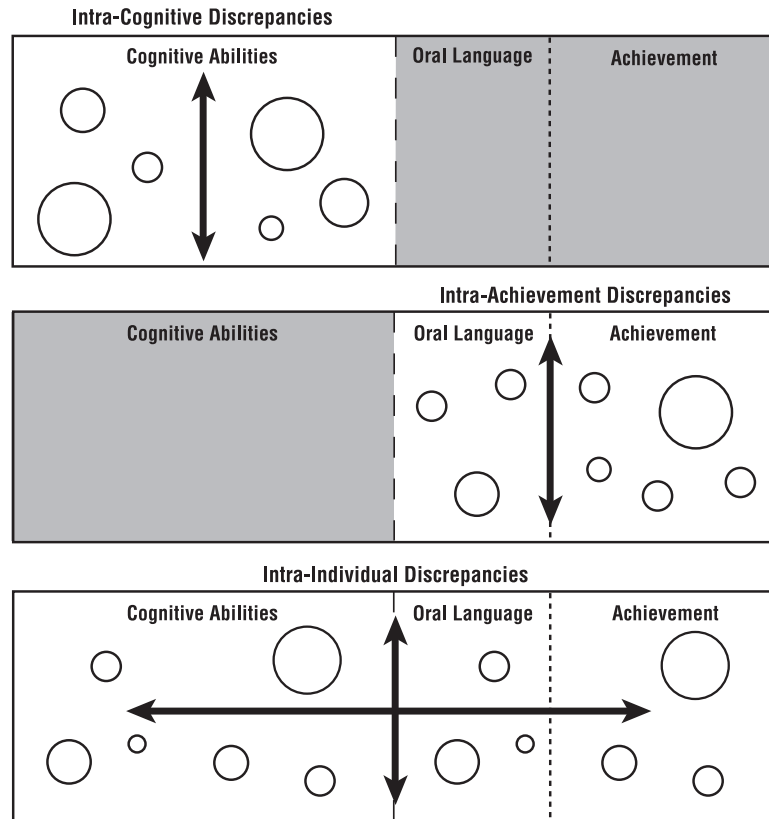 Intra-Cognitive Discrepancies
Cognitive Abilities
Oral Language
Achievement
Intra-Achievement Discrepancies
Cognitive Abilities
Oral Language
Achievement
Intra-Individual Discrepancies
Cognitive Abilities
Oral Language
Achievement